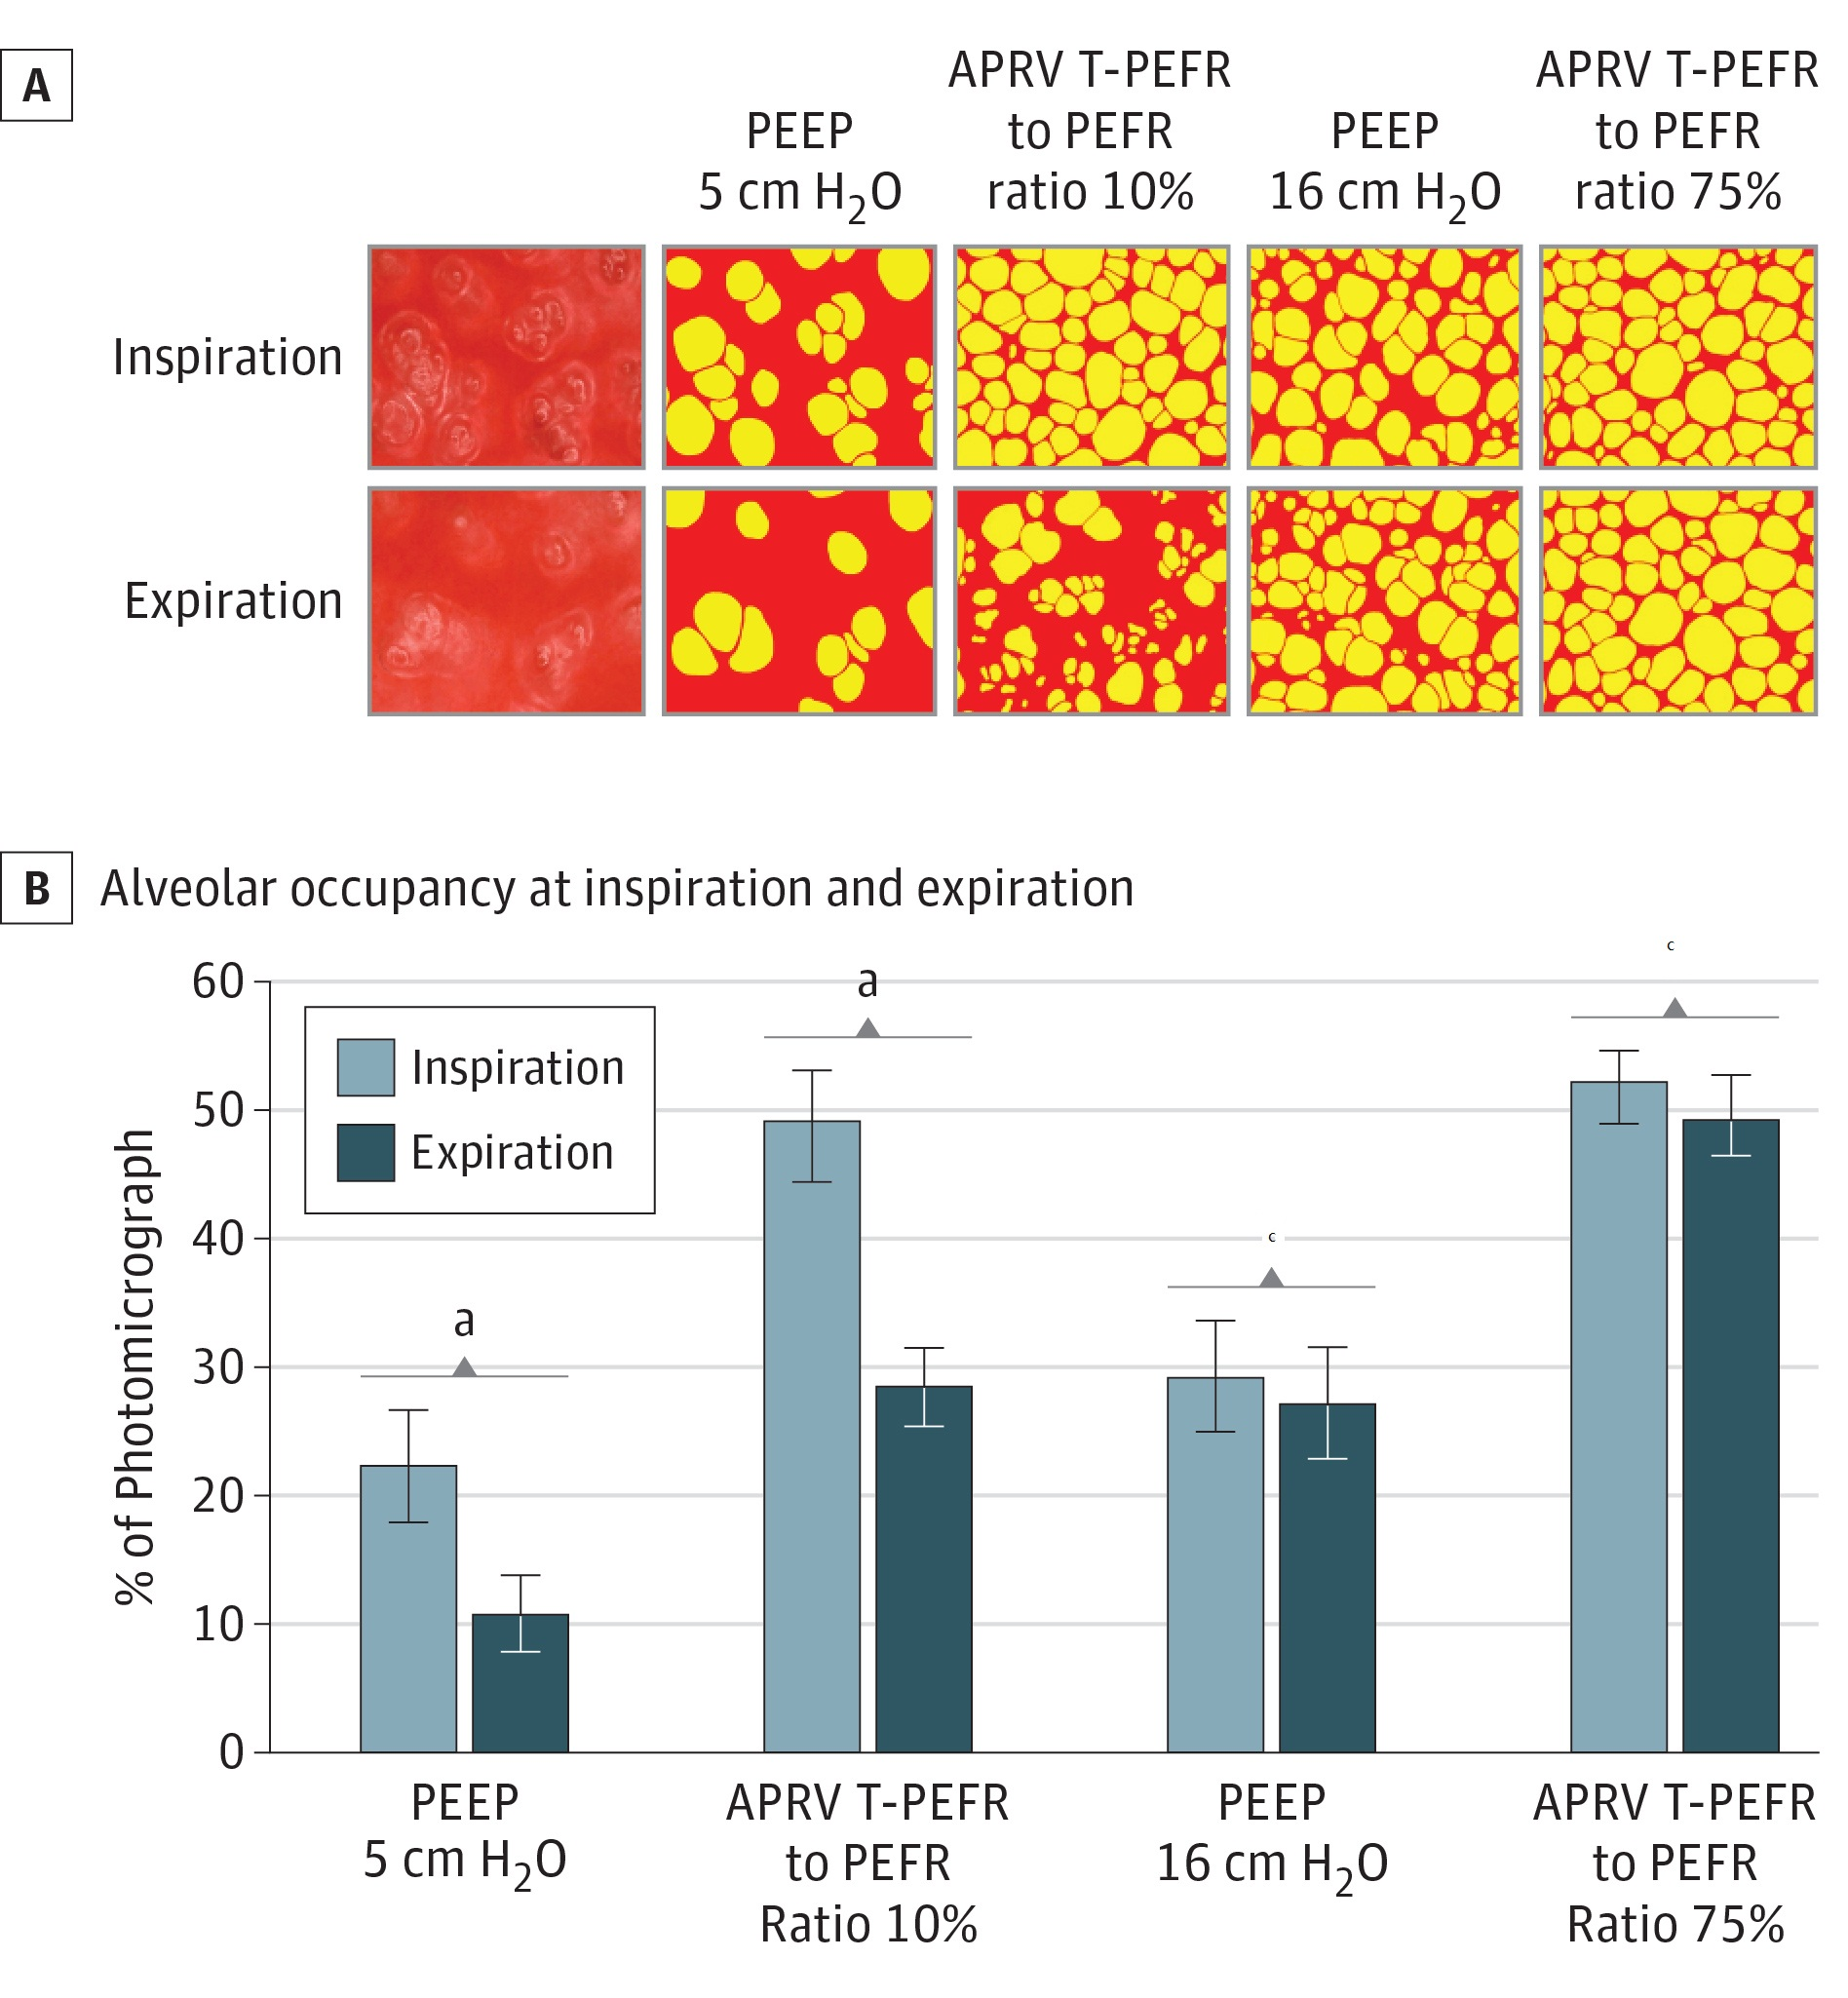 A
PEEP
5 cm H₂O
APRV T-PEFR
to PEFR
ratio 10%
PEEP
16 cm H₂O
APRV T-PEFR
to PEFR
ratio 75%
Inspiration
Expiration
B Alveolar occupancy at inspiration and expiration
% of Photomicrograph
60
50
40
30
20
10
0
Inspiration
Expiration
a
a
c
c
PEEP
5 cm H₂O
APRV T-PEFR
to PEFR
Ratio 10%
PEEP
16 cm H₂O
APRV T-PEFR
to PEFR
Ratio 75%